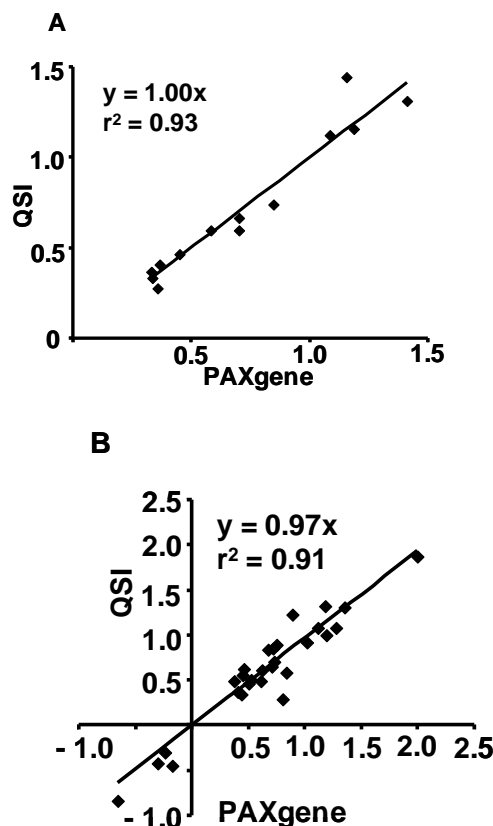 A
1.5
y = 1.00x
r² = 0.93
1.0
QSI
0.5
0
0.5
1.0
1.5
PAXgene
B
2.5
y = 0.97x
2.0
r² = 0.91
QSI
1.5
1.0
0.5
- 1.0
0.5
1.0
1.5
2.0
2.5
- 1.0
PAXgene